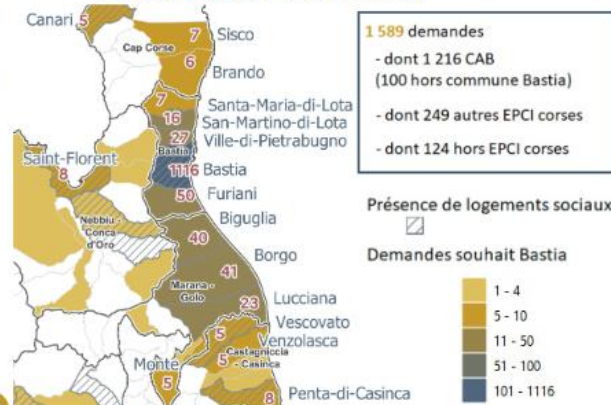 Canari
5
Cap Corse
7
Sisco
6
Brando
7
Santa-Maria-di-Lota
16
San-Martino-di-Lota
27
Ville-di-Pietrabugno
Bastia
1116
Bastia
Saint-Florent
8
50
Furiani
Nebbiu -
Conca
d'Oro
Biguglia
40
Borgo
41
Marana -
Golo
23
Lucciana
Vescovato
5
Venzolasca
5
Castagniccia
- Casinca
Monte
5
8
Penta-di-Casinca
1 589 demandes
- dont 1 216 CAB
(100 hors commune Bastia)
- dont 249 autres EPCI corses
- dont 124 hors EPCI corses
Présence de logements sociaux
Demandes souhait Bastia
1 - 4
5 - 10
11 - 50
51 - 100
101 - 1116